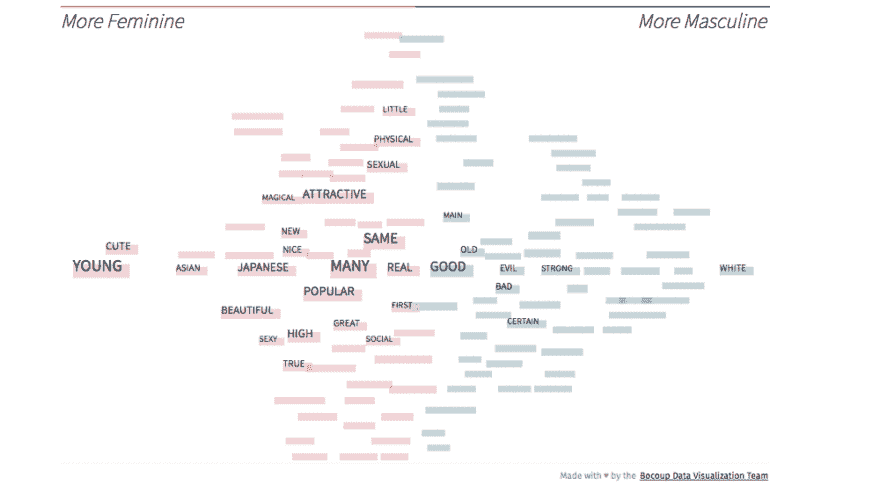 More Feminine More Masculine
LITTLE
PHYSICAL
SEXUAL
MAGICAL ATTRACTIVE
MAIN
NEW
SAME
CUTE NICE OLD
YOUNG ASIAN JAPANESE MANY REAL GOOD EVIL STRONG WHITE
BAD
POPULAR
BEAUTIFUL FIRST
GREAT CERTAIN
SEXY HIGH SOCIAL
TRUE
Made with ♥ by the Bocoup Data Visualization Team